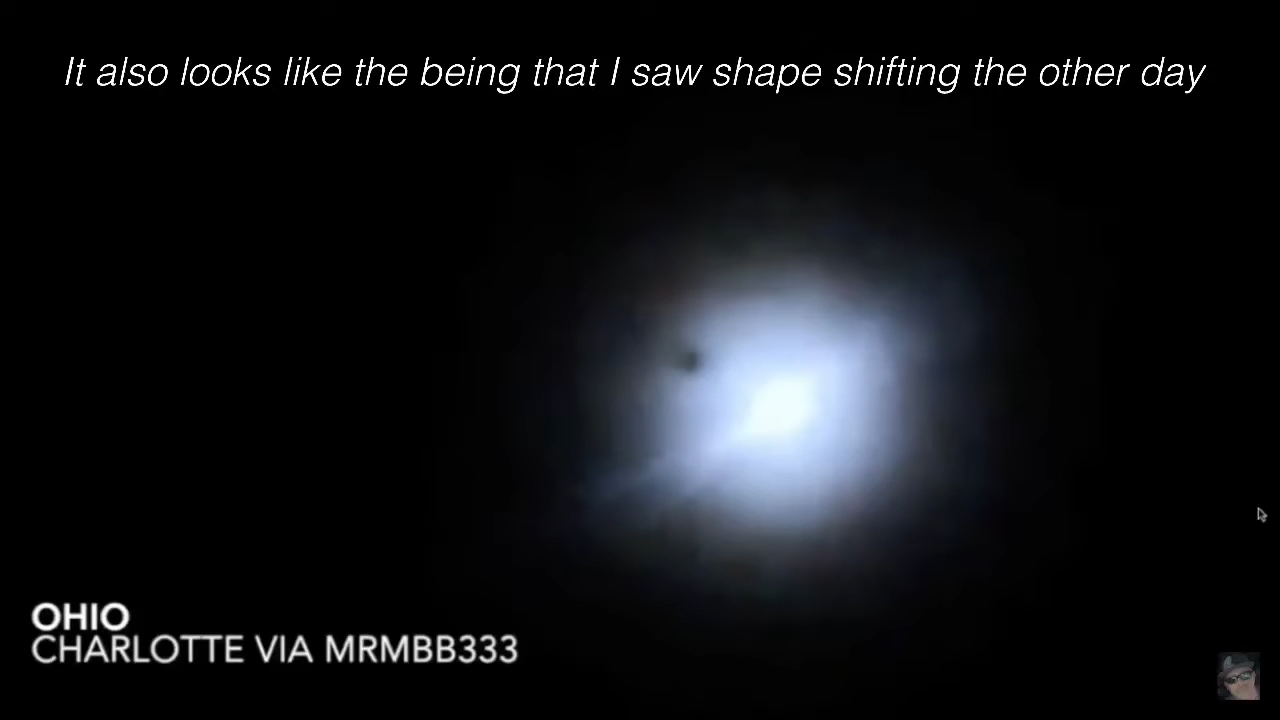 It also looks like the being that I saw shape shifting the other day
OHIO
CHARLOTTE VIA MRMBB333